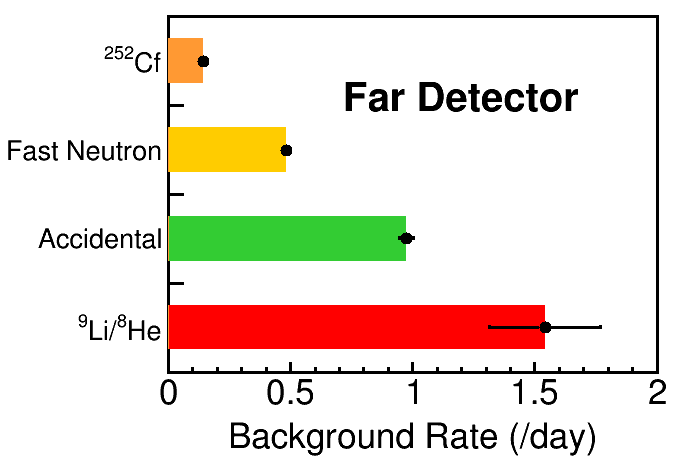 ²⁵²Cf
Far Detector
Fast Neutron
Accidental
⁹Li/⁸He
0 0.5 1 1.5 2
Background Rate (/day)